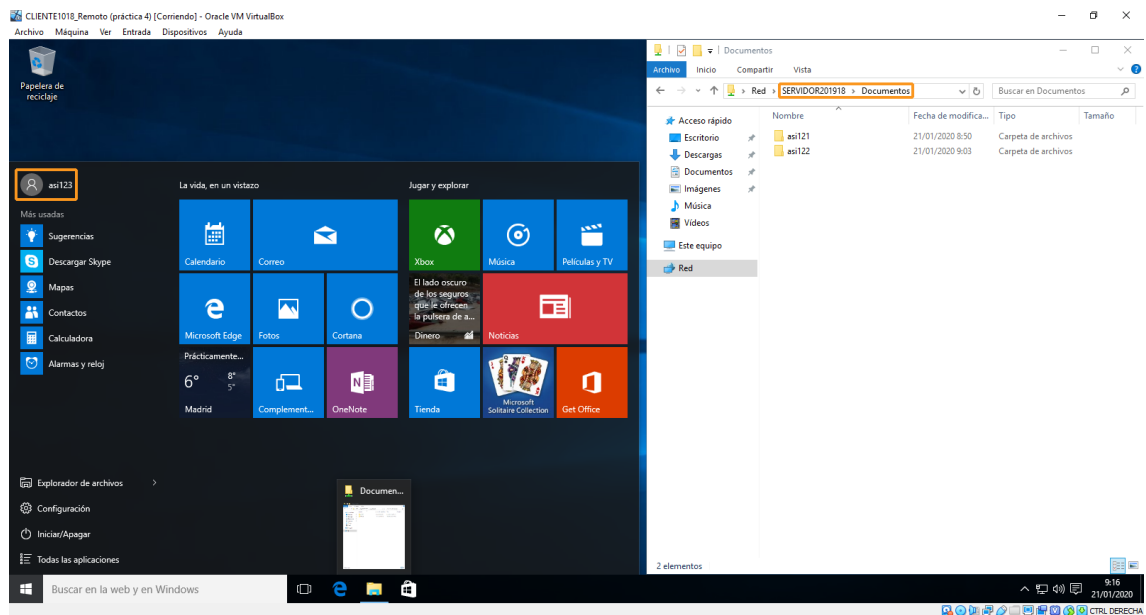 CLIENTE1018_Remoto (práctica 4) [Corriendo] - Oracle VM VirtualBox
Archivo Máquina Ver Entrada Dispositivos Ayuda
Papelera de
reciclaje
asi123
Más usadas
Sugerencias
Descargar Skype
Mapas
Contactos
Calculadora
Alarmas y reloj
Explorador de archivos
Configuración
Iniciar/Apagar
Todas las aplicaciones
La vida, en un vistazo
Calendario
Correo
Microsoft Edge
Fotos
Cortana
Prácticamente...
6° 8°
5°
Madrid
Complement...
OneNote
Jugar y explorar
Xbox
Música
Películas y TV
El lado oscuro
de los seguros
que le ofrecen
la pulsera de a...
Dinero
Noticias
Tienda
Microsoft
Solitaire Collection
Get Office
Documen...
Documentos
Archivo Inicio Compartir Vista
Red > SERVIDOR201918 > Documentos
Buscar en Documentos
Acceso rápido
Escritorio
Descargas
Documentos
Imágenes
Música
Vídeos
Este equipo
Red
Nombre Fecha de modifica... Tipo Tamaño
asi121 21/01/2020 8:50 Carpeta de archivos
asi122 21/01/2020 9:03 Carpeta de archivos
2 elementos
Buscar en la web y en Windows
9:16
21/01/2020
CTRL DERECHA